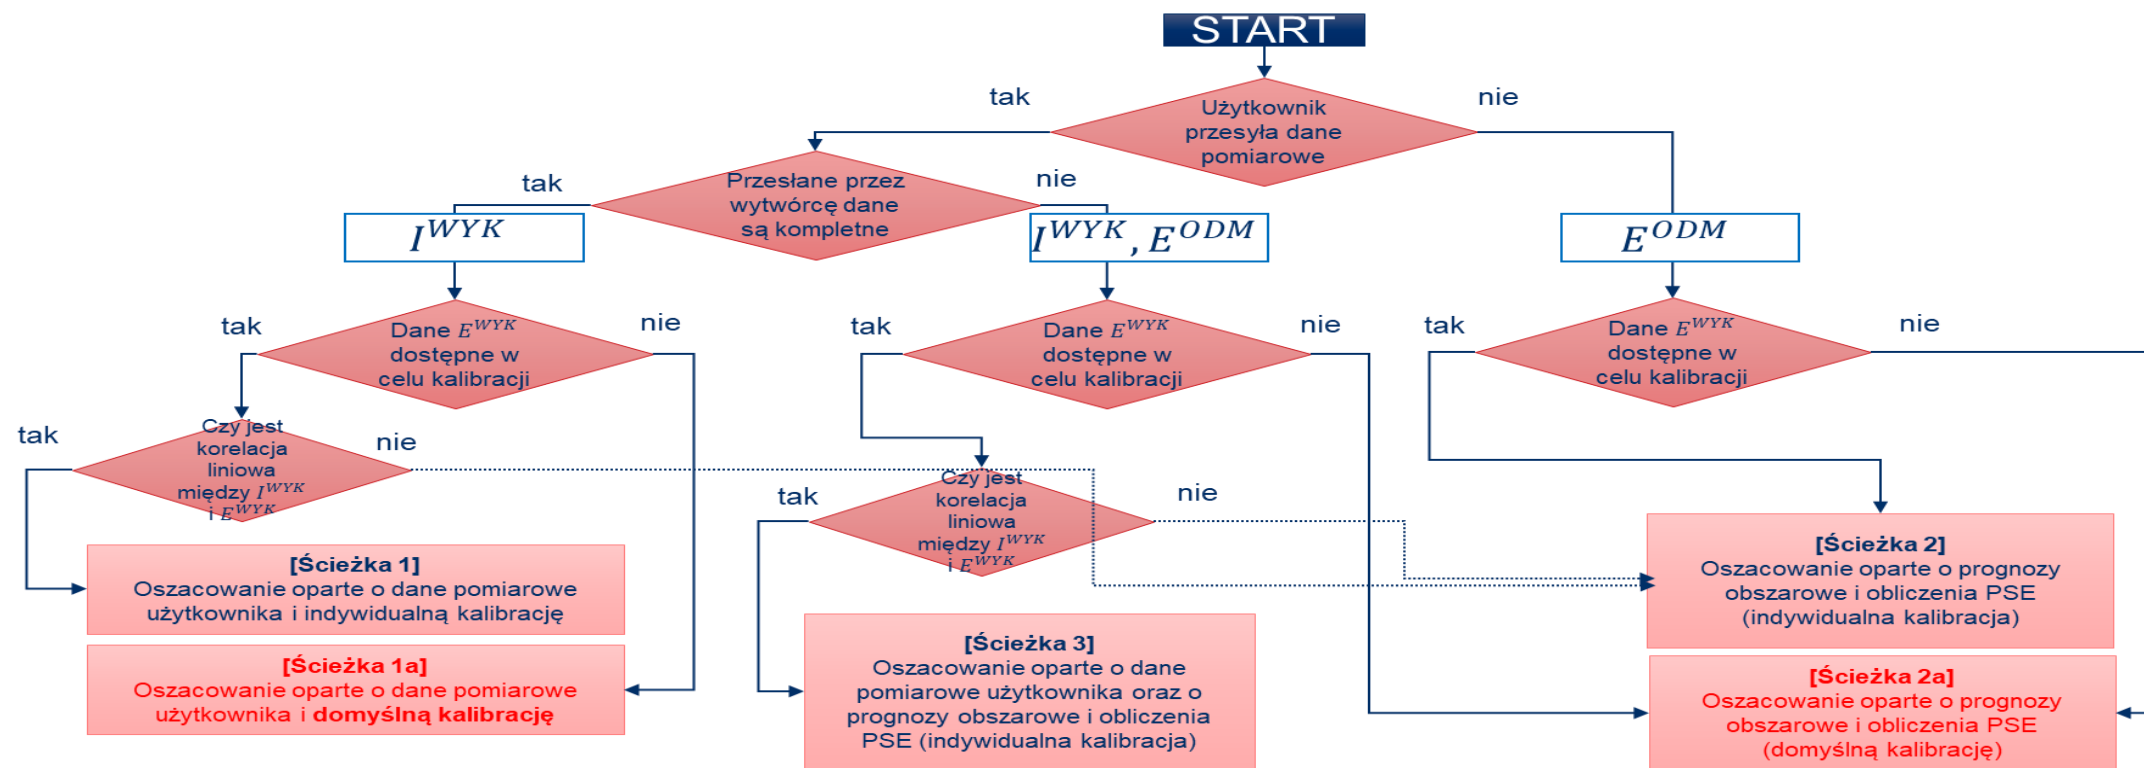 START
tak
nie
Użytkownik
przesyła dane
pomiarowe
tak
nie
Przesłane przez
wytwórcę dane
są kompletne
I^WYK
I^WYK, E^ODM
E^ODM
tak
nie
Dane E^WYK
dostępne w
celu kalibracji
tak
nie
Dane E^WYK
dostępne w
celu kalibracji
tak
nie
Dane E^WYK
dostępne w
celu kalibracji
tak
nie
Czy jest
korelacja
liniowa
między I^WYK
i E^WYK
tak
nie
Czy jest
korelacja
liniowa
między I^WYK
i E^WYK
[Ścieżka 1]
Oszacowanie oparte o dane pomiarowe
użytkownika i indywidualną kalibrację
[Ścieżka 1a]
Oszacowanie oparte o dane pomiarowe
użytkownika i domyślną kalibrację
[Ścieżka 3]
Oszacowanie oparte o dane
pomiarowe użytkownika oraz o
prognozy obszarowe i obliczenia
PSE (indywidualna kalibracja)
[Ścieżka 2]
Oszacowanie oparte o prognozy
obszarowe i obliczenia PSE
(indywidualna kalibracja)
[Ścieżka 2a]
Oszacowanie oparte o prognozy
obszarowe i obliczenia PSE
(domyślną kalibrację)